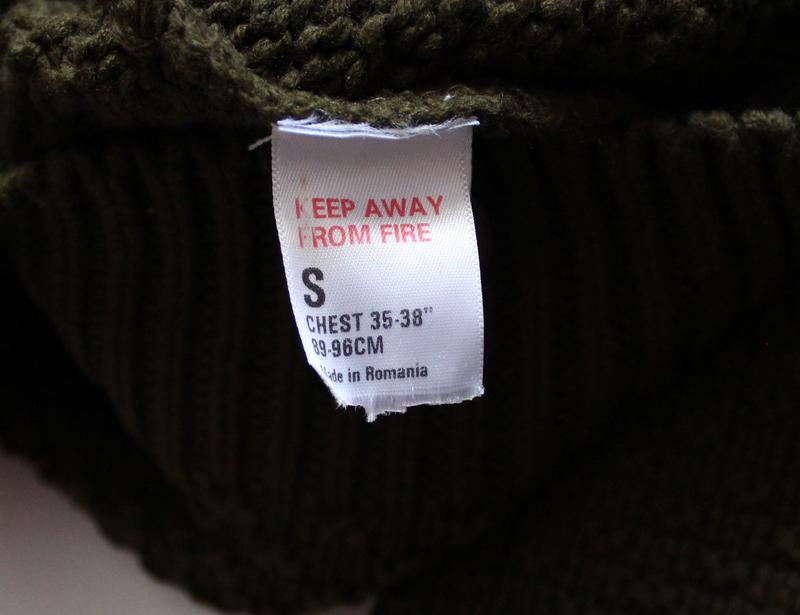 KEEP AWAY
FROM FIRE
S
CHEST 35-38"
89-96CM
Made in Romania